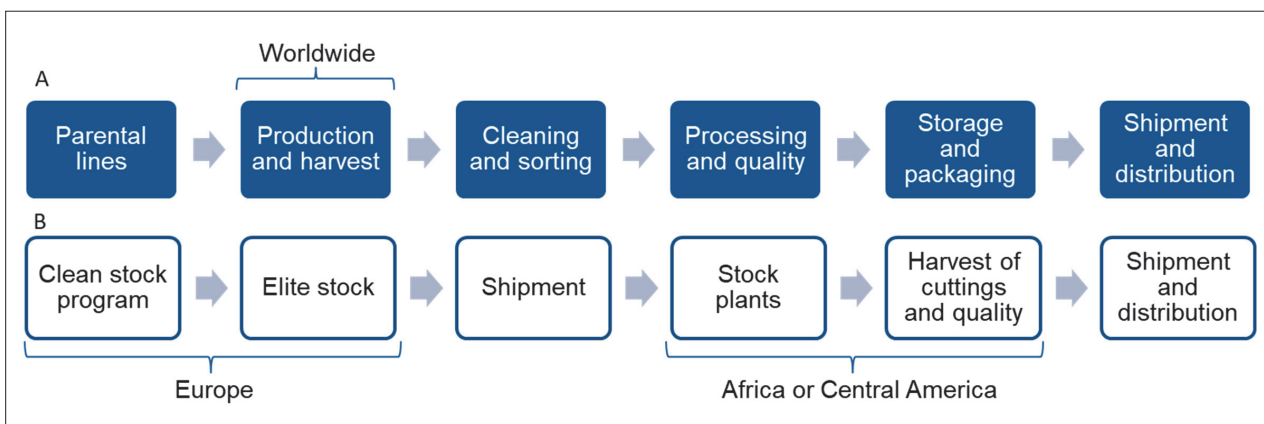 Worldwide
A
Parental
lines
Production
and harvest
Cleaning
and sorting
Processing
and quality
Storage
and
packaging
Shipment
and
distribution
B
Clean stock
program
Elite stock
Shipment
Stock
plants
Harvest of
cuttings
and quality
Shipment
and
distribution
Europe
Africa or Central America